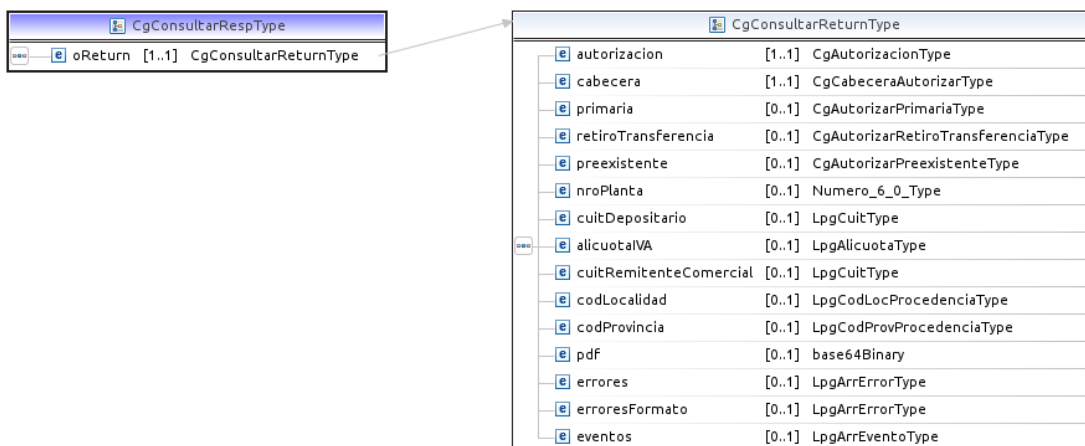 CgConsultarRespType
e oReturn [1..1] CgConsultarReturnType
CgConsultarReturnType
e autorizacion [1..1] CgAutorizacionType
e cabecera [1..1] CgCabeceraAutorizarType
e primaria [0..1] CgAutorizarPrimariaType
e retiroTransferencia [0..1] CgAutorizarRetiroTransferenciaType
e preexistente [0..1] CgAutorizarPreexistenteType
e nroPlanta [0..1] Numero_6_0_Type
e cuitDepositario [0..1] LpgCuitType
e alicuotaIVA [0..1] LpgAlicuotaType
e cuitRemitenteComercial [0..1] LpgCuitType
e codLocalidad [0..1] LpgCodLocProcedenciaType
e codProvincia [0..1] LpgCodProvProcedenciaType
e pdf [0..1] base64Binary
e errores [0..1] LpgArrErrorType
e erroresFormato [0..1] LpgArrErrorType
e eventos [0..1] LpgArrEventoType